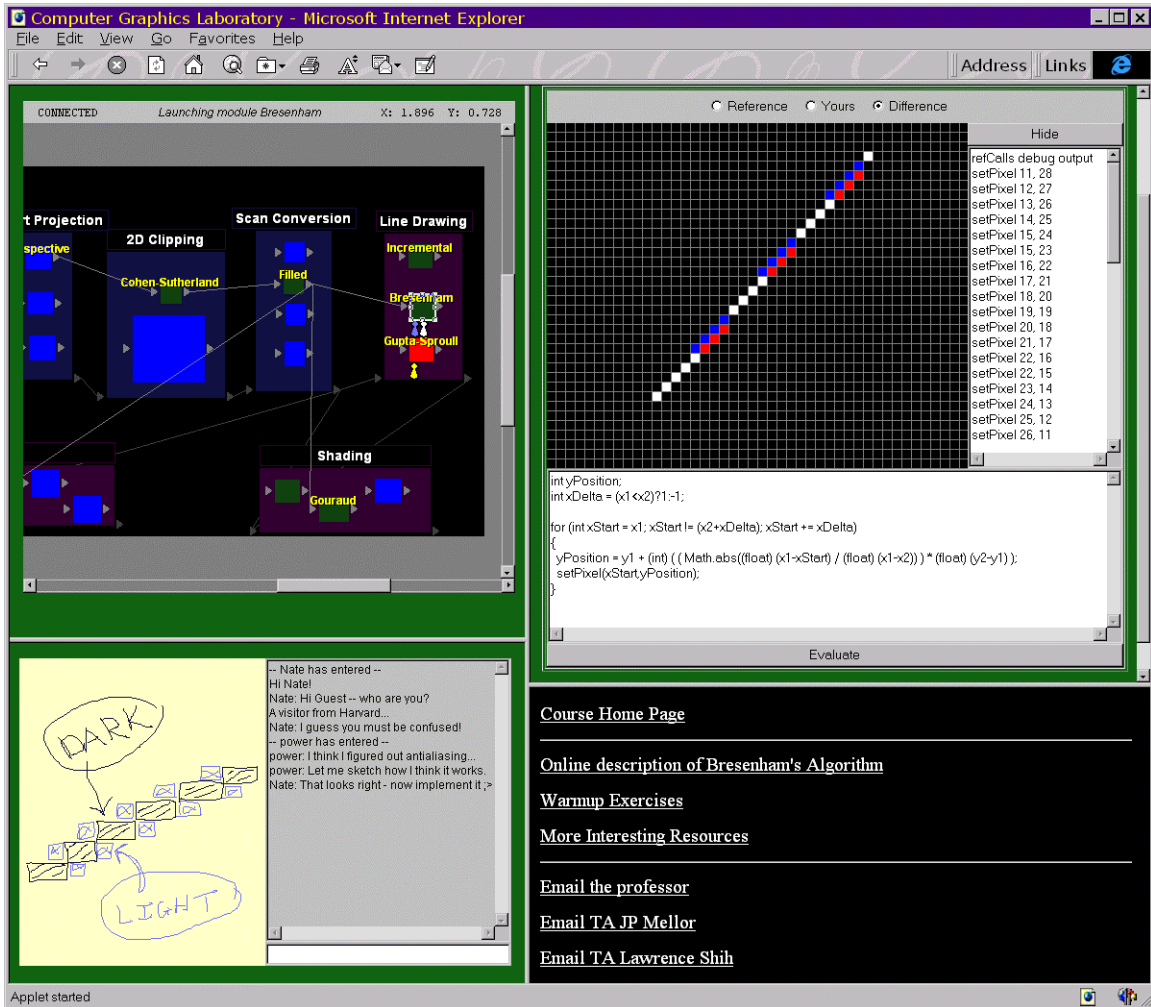 Computer Graphics Laboratory - Microsoft Internet Explorer
File Edit View Go Favorites Help
Address Links
CONNECTED Launching module Bresenham X: 1.896 Y: 0.728
t Projection
2D Clipping
Scan Conversion
Line Drawing
spective
Cohen-Sutherland
Filled
Incremental
Bresenham
Gupta-Sproull
Shading
Gouraud
Reference Yours Difference
Hide
refCalls debug output
setPixel 11, 28
setPixel 12, 27
setPixel 13, 26
setPixel 14, 25
setPixel 15, 24
setPixel 15, 23
setPixel 16, 22
setPixel 17, 21
setPixel 18, 20
setPixel 19, 19
setPixel 20, 18
setPixel 21, 17
setPixel 22, 16
setPixel 22, 15
setPixel 23, 14
setPixel 24, 13
setPixel 25, 12
setPixel 26, 11
int yPosition;
int xDelta = (x1<x2)?1:-1;
for (int xStart = x1; xStart != (x2+xDelta); xStart += xDelta)
{
yPosition = y1 + (int) ( ( Math.abs((float) (x1-xStart) / (float) (x1-x2)) ) * (float) (y2-y1) );
setPixel(xStart,yPosition);
}
Evaluate
DARK
LIGHT
-- Nate has entered --
Hi Nate!
Nate: Hi Guest -- who are you?
A visitor from Harvard...
Nate: I guess you must be confused!
-- power has entered --
power: I think I figured out antialiasing...
power: Let me sketch how I think it works.
Nate: That looks right - now implement it ;>
Course Home Page
Online description of Bresenham's Algorithm
Warmup Exercises
More Interesting Resources
Email the professor
Email TA JP Mellor
Email TA Lawrence Shih
Applet started